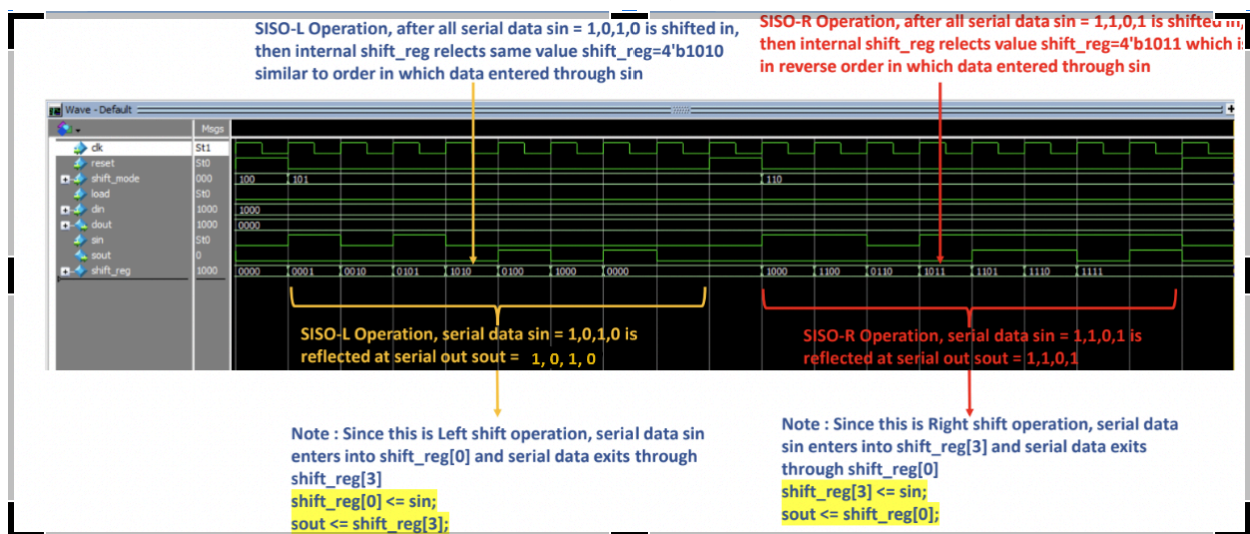 SISO-L Operation, after all serial data sin = 1,0,1,0 is shifted in,
then internal shift_reg relects same value shift_reg=4'b1010
similar to order in which data entered through sin
SISO-R Operation, after all serial data sin = 1,1,0,1 is shifted in,
then internal shift_reg relects value shift_reg=4'b1011 which is
in reverse order in which data entered through sin
Wave - Default
Msgs
clk St1
reset St0
shift_mode 000 100 101 110
load St0
din 1000 1000
dout 1000 0000
sin St0
sout 0
shift_reg 1000 0000 0001 0010 0101 1010 0100 1000 0000 1000 1100 0110 1011 1101 1110 1111
SISO-L Operation, serial data sin = 1,0,1,0 is
reflected at serial out sout = 1, 0, 1, 0
SISO-R Operation, serial data sin = 1,1,0,1 is
reflected at serial out sout = 1,1,0,1
Note : Since this is Left shift operation, serial data sin
enters into shift_reg[0] and serial data exits through
shift_reg[3]
shift_reg[0] <= sin;
sout <= shift_reg[3];
Note : Since this is Right shift operation, serial data
sin enters into shift_reg[3] and serial data exits
through shift_reg[0]
shift_reg[3] <= sin;
sout <= shift_reg[0];